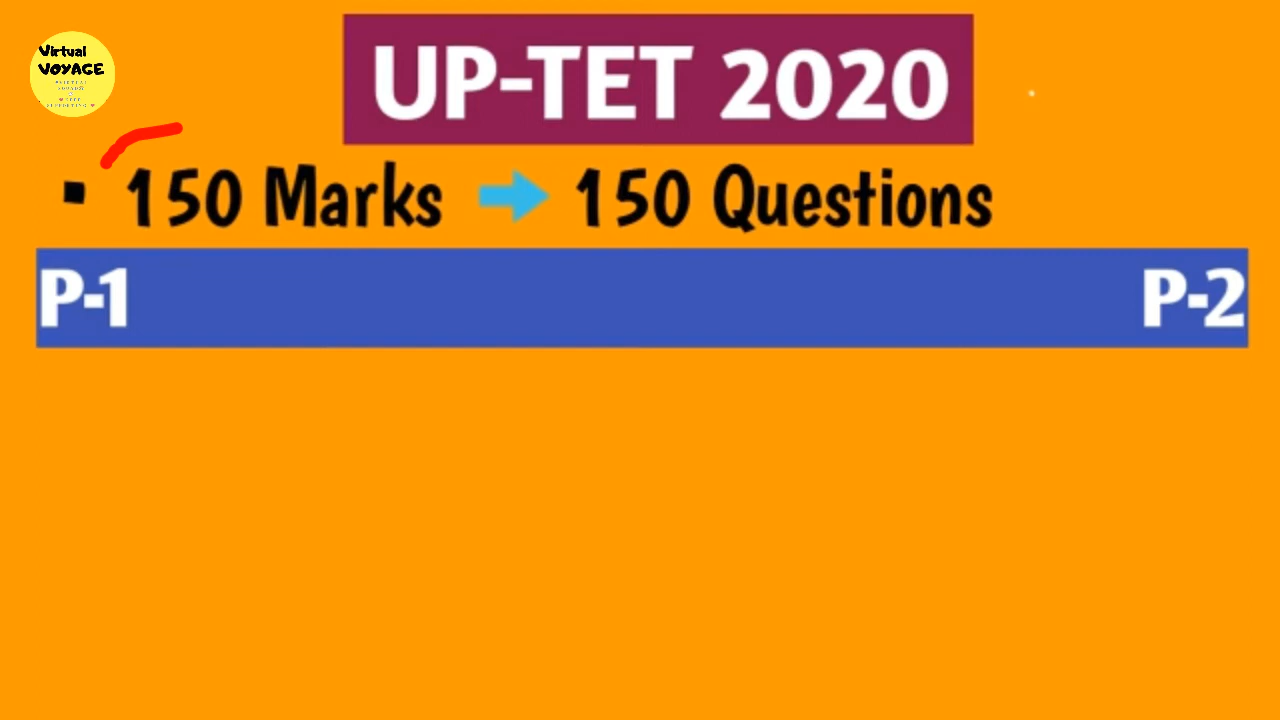 Virtual
VOYAGE
UP-TET 2020
▪ 150 Marks ➡ 150 Questions
P-1 P-2